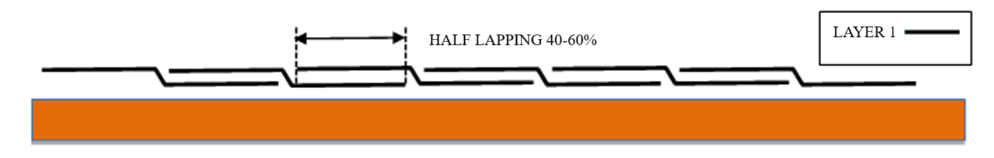 LAYER 1
HALF LAPPING 40-60%